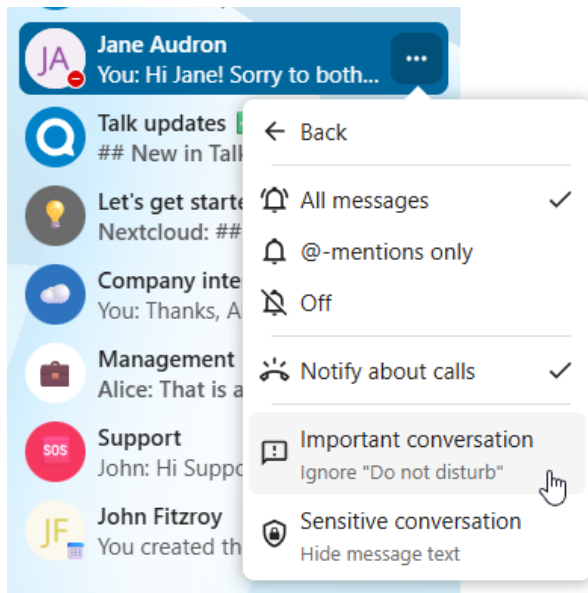 JA
Jane Audron
You: Hi Jane! Sorry to both...
Talk updates
## New in Talk
Let's get starte
Nextcloud: ##
Company inte
You: Thanks, A
Management
Alice: That is a
SOS
Support
John: Hi Suppo
JF
John Fitzroy
You created th
Back
All messages
@-mentions only
Off
Notify about calls
Important conversation
Ignore "Do not disturb"
Sensitive conversation
Hide message text